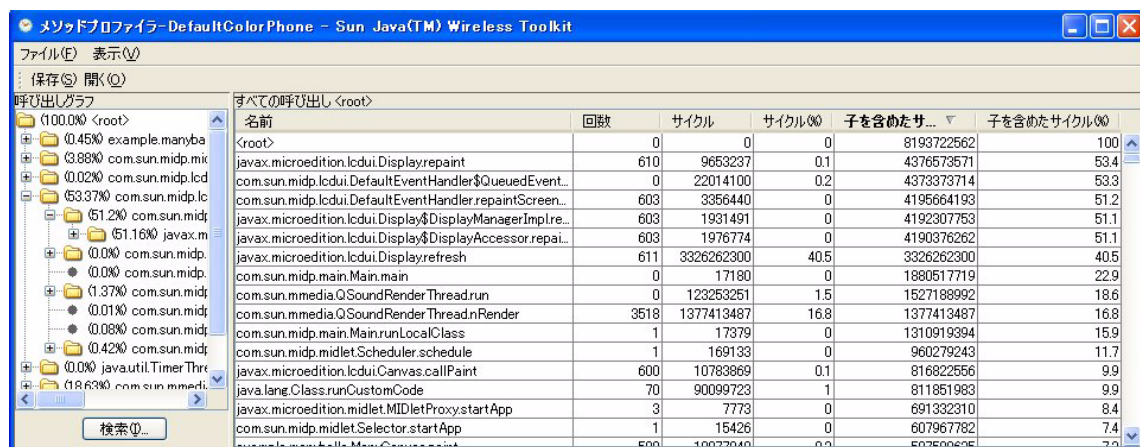 メソッドプロファイラ-DefaultColorPhone - Sun Java(TM) Wireless Toolkit
ファイル(F) 表示(V)
保存(S) 開く(O)
呼び出しグラフ
(100.0%) <root>
(0.45%) example.manyba
(3.88%) com.sun.midp.mic
(0.02%) com.sun.midp.lcd
(53.37%) com.sun.midp.lc
(51.2%) com.sun.midp
(51.16%) javax.m
(0.0%) com.sun.midp.
(0.0%) com.sun.midp.
(1.37%) com.sun.midp
(0.01%) com.sun.midp
(0.08%) com.sun.midp
(0.42%) com.sun.midp
(0.0%) java.util.TimerThre
(18.63%) com.sun.mmedi
検索(I)...
すべての呼び出し <root>
名前 回数 サイクル サイクル(%) 子を含めたサ... 子を含めたサイクル(%)
<root> 0 0 0 8193722562 100
javax.microedition.lcdui.Display.repaint 610 9653237 0.1 4376573571 53.4
com.sun.midp.lcdui.DefaultEventHandler$QueuedEvent... 0 22014100 0.2 4373373714 53.3
com.sun.midp.lcdui.DefaultEventHandler.repaintScreen... 603 3356440 0 4195664193 51.2
javax.microedition.lcdui.Display$DisplayManagerImpl.re... 603 1931491 0 4192307753 51.1
javax.microedition.lcdui.Display$DisplayAccessor.repai... 603 1976774 0 4190376262 51.1
javax.microedition.lcdui.Display.refresh 611 3326262300 40.5 3326262300 40.5
com.sun.midp.main.Main.main 0 17180 0 1880517719 22.9
com.sun.mmedia.QSoundRenderThread.run 0 123253251 1.5 1527188992 18.6
com.sun.mmedia.QSoundRenderThread.nRender 3518 1377413487 16.8 1377413487 16.8
com.sun.midp.main.Main.runLocalClass 1 17379 0 1310919394 15.9
com.sun.midp.midlet.Scheduler.schedule 1 169133 0 960279243 11.7
javax.microedition.lcdui.Canvas.callPaint 600 10783869 0.1 816822556 9.9
java.lang.Class.runCustomCode 70 90099723 1 811851983 9.9
javax.microedition.midlet.MIDletProxy.startApp 3 7773 0 691332310 8.4
com.sun.midp.midlet.Selector.startApp 1 15426 0 607967782 7.4